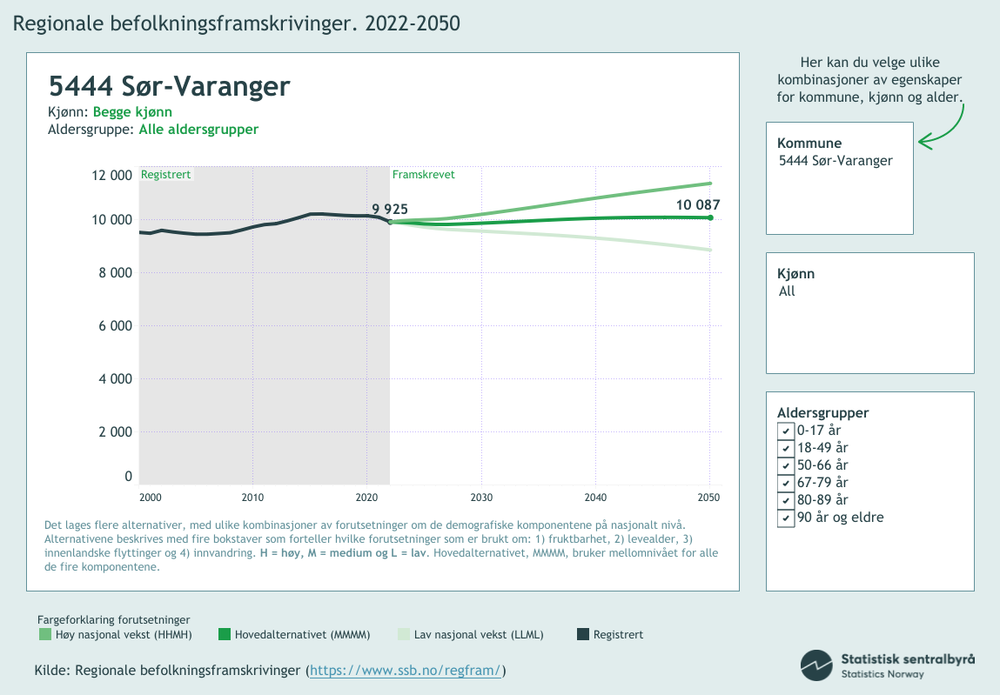 Regionale befolkningsframskrivinger. 2022-2050
5444 Sør-Varanger
Kjønn: Begge kjønn
Aldersgruppe: Alle aldersgrupper
Registrert
Framskrevet
12 000
10 000
8 000
6 000
4 000
2 000
0
9 925
10 087
2000
2010
2020
2030
2040
2050
Det lages flere alternativer, med ulike kombinasjoner av forutsetninger om de demografiske komponentene på nasjonalt nivå.
Alternativene beskrives med fire bokstaver som forteller hvilke forutsetninger som er brukt om: 1) fruktbarhet, 2) levealder, 3)
innenlandske flyttinger og 4) innvandring. H = høy, M = medium og L = lav. Hovedalternativet, MMMM, bruker mellomnivået for alle
de fire komponentene.
Her kan du velge ulike
kombinasjoner av egenskaper
for kommune, kjønn og alder.
Kommune
5444 Sør-Varanger
Kjønn
All
Aldersgrupper
0-17 år
18-49 år
50-66 år
67-79 år
80-89 år
90 år og eldre
Fargeforklaring forutsetninger
Høy nasjonal vekst (HHMH)
Hovedalternativet (MMMM)
Lav nasjonal vekst (LLML)
Registrert
Kilde: Regionale befolkningsframskrivinger (https://www.ssb.no/regfram/)
Statistisk sentralbyrå
Statistics Norway